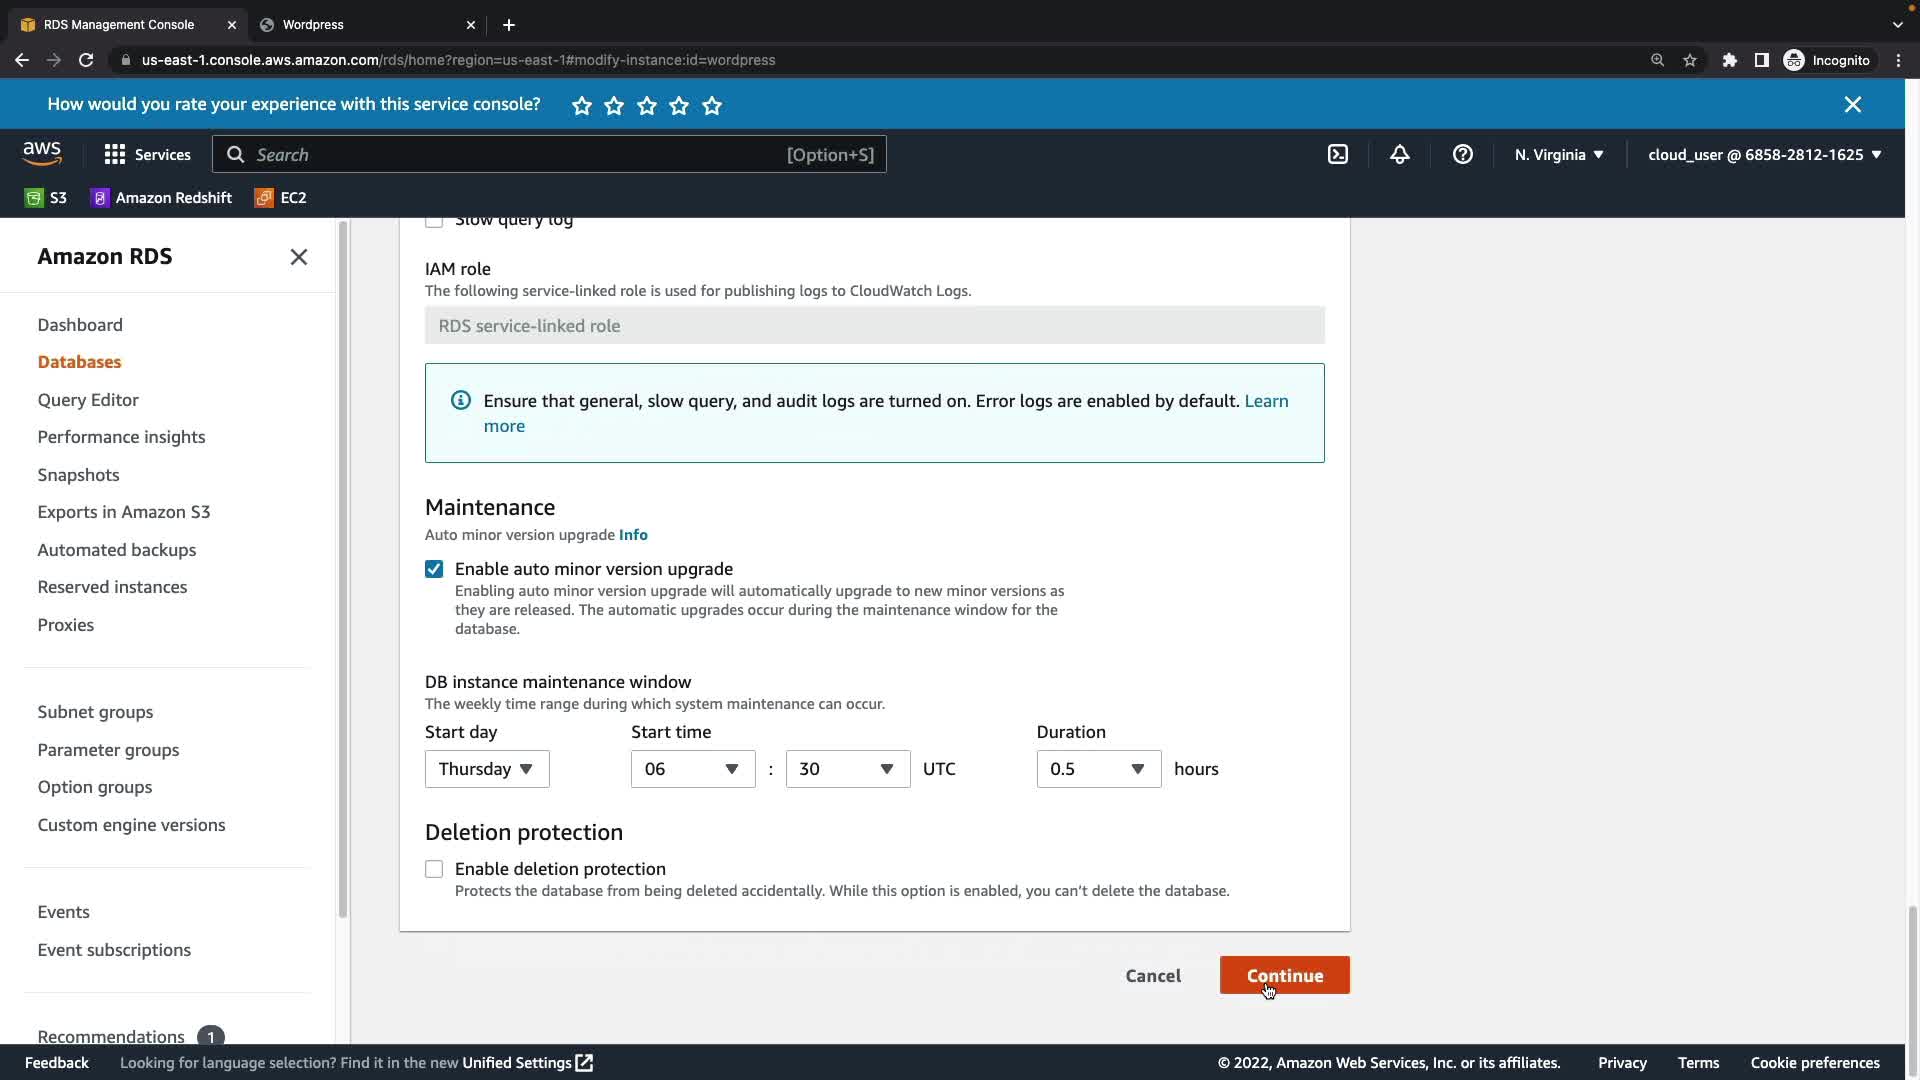 RDS Management Console
Wordpress
us-east-1.console.aws.amazon.com/rds/home?region=us-east-1#modify-instance:id=wordpress
Incognito
How would you rate your experience with this service console?
aws
Services
Search
[Option+S]
N. Virginia
cloud_user @ 6858-2812-1625
S3
Amazon Redshift
EC2
Amazon RDS
Dashboard
Databases
Query Editor
Performance insights
Snapshots
Exports in Amazon S3
Automated backups
Reserved instances
Proxies
Subnet groups
Parameter groups
Option groups
Custom engine versions
Events
Event subscriptions
Recommendations 1
Slow query log
IAM role
The following service-linked role is used for publishing logs to CloudWatch Logs.
RDS service-linked role
Ensure that general, slow query, and audit logs are turned on. Error logs are enabled by default. Learn
more
Maintenance
Auto minor version upgrade Info
Enable auto minor version upgrade
Enabling auto minor version upgrade will automatically upgrade to new minor versions as
they are released. The automatic upgrades occur during the maintenance window for the
database.
DB instance maintenance window
The weekly time range during which system maintenance can occur.
Start day
Start time
Duration
Thursday
06 : 30 UTC
0.5 hours
Deletion protection
Enable deletion protection
Protects the database from being deleted accidentally. While this option is enabled, you can't delete the database.
Cancel
Continue
Feedback
Looking for language selection? Find it in the new Unified Settings
© 2022, Amazon Web Services, Inc. or its affiliates.
Privacy
Terms
Cookie preferences